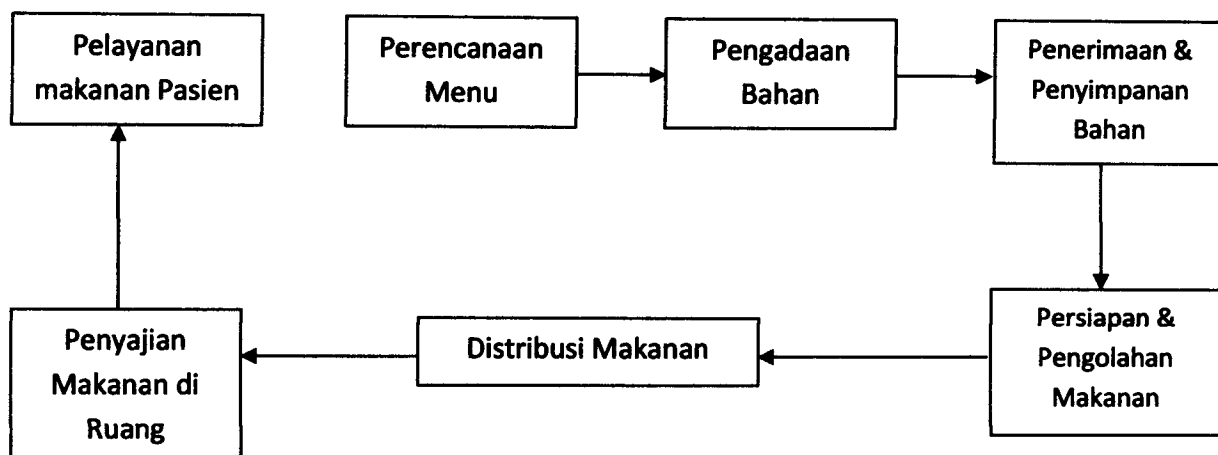 Pelayanan
makanan Pasien
Perencanaan
Menu
Pengadaan
Bahan
Penerimaan &
Penyimpanan
Bahan
Persiapan &
Pengolahan
Makanan
Distribusi Makanan
Penyajian
Makanan di
Ruang